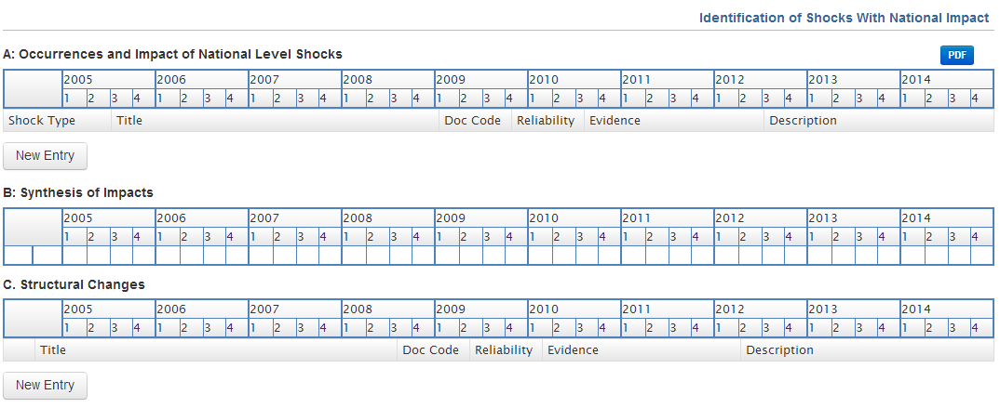 Identification of Shocks With National Impact
A: Occurrences and Impact of National Level Shocks
PDF
2005 2006 2007 2008 2009 2010 2011 2012 2013 2014
1 2 3 4 1 2 3 4 1 2 3 4 1 2 3 4 1 2 3 4 1 2 3 4 1 2 3 4 1 2 3 4 1 2 3 4 1 2 3 4
Shock Type Title Doc Code Reliability Evidence Description
New Entry
B: Synthesis of Impacts
2005 2006 2007 2008 2009 2010 2011 2012 2013 2014
1 2 3 4 1 2 3 4 1 2 3 4 1 2 3 4 1 2 3 4 1 2 3 4 1 2 3 4 1 2 3 4 1 2 3 4 1 2 3 4
C. Structural Changes
2005 2006 2007 2008 2009 2010 2011 2012 2013 2014
1 2 3 4 1 2 3 4 1 2 3 4 1 2 3 4 1 2 3 4 1 2 3 4 1 2 3 4 1 2 3 4 1 2 3 4 1 2 3 4
Title Doc Code Reliability Evidence Description
New Entry